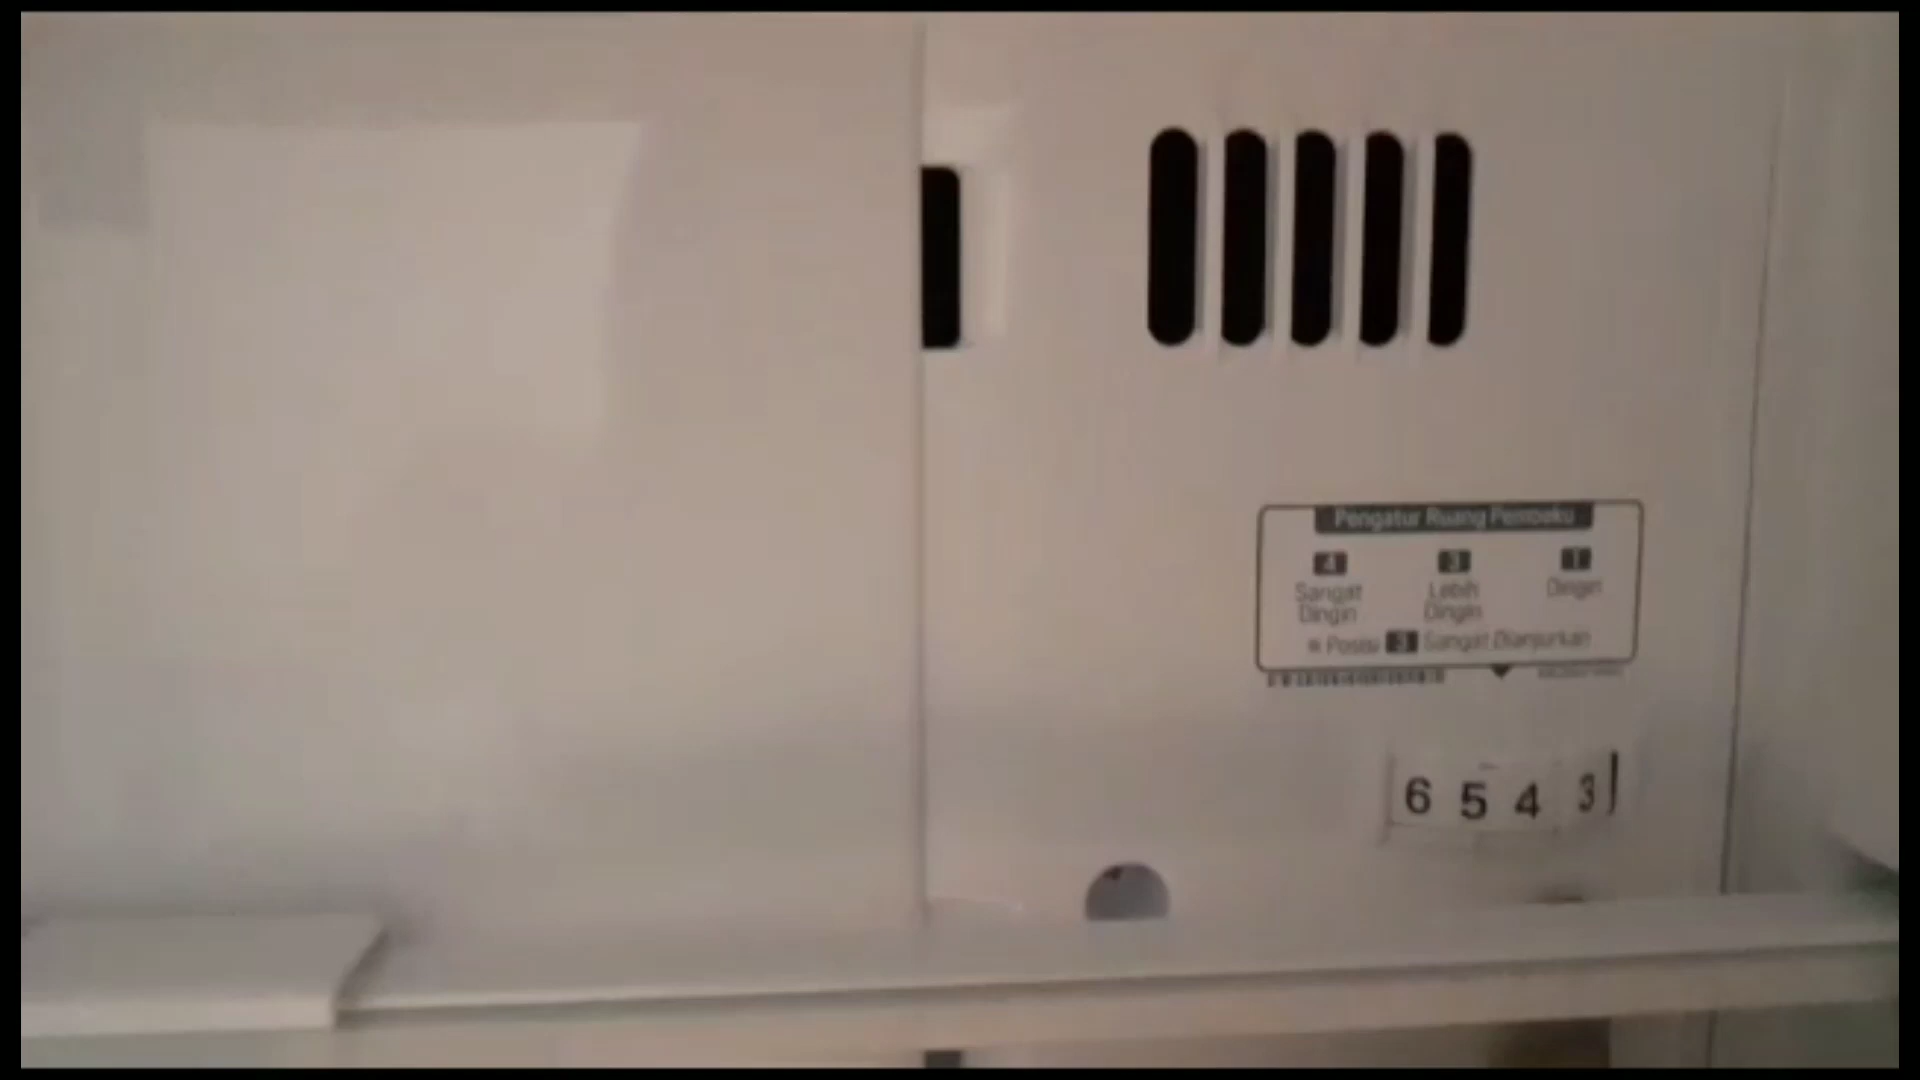 Pengatur Ruang Pembeku
4 3 1
Sangat Lebih Dingin
Dingin Dingin
* Posisi 3 Sangat Dianjurkan
6 5 4 3